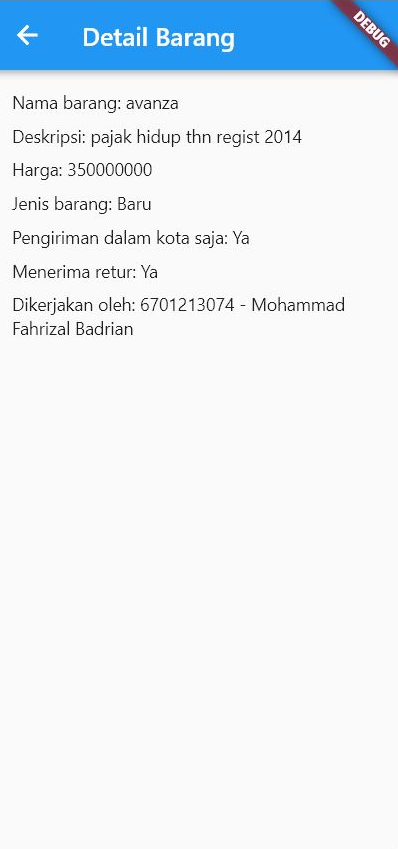 Detail Barang
DEBUG
Nama barang: avanza
Deskripsi: pajak hidup thn regist 2014
Harga: 350000000
Jenis barang: Baru
Pengiriman dalam kota saja: Ya
Menerima retur: Ya
Dikerjakan oleh: 6701213074 - Mohammad
Fahrizal Badrian